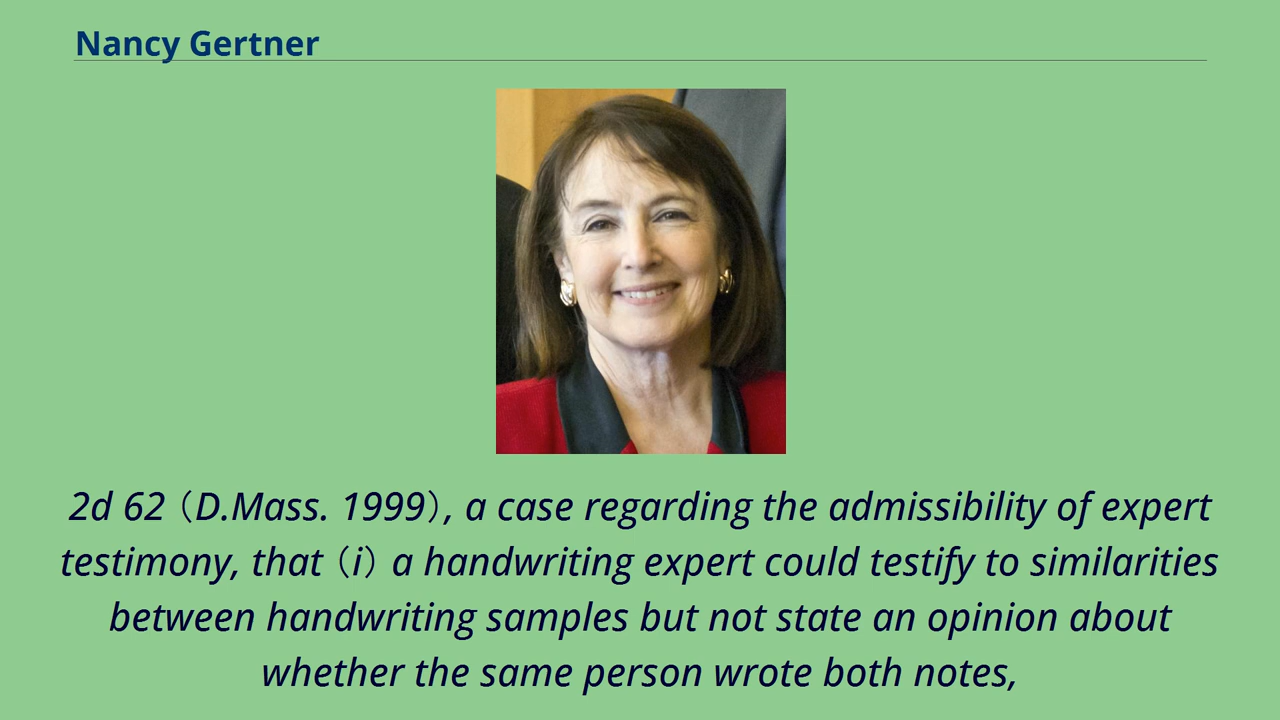 Nancy Gertner
2d 62 (D.Mass. 1999), a case regarding the admissibility of expert
testimony, that (i) a handwriting expert could testify to similarities
between handwriting samples but not state an opinion about
whether the same person wrote both notes,